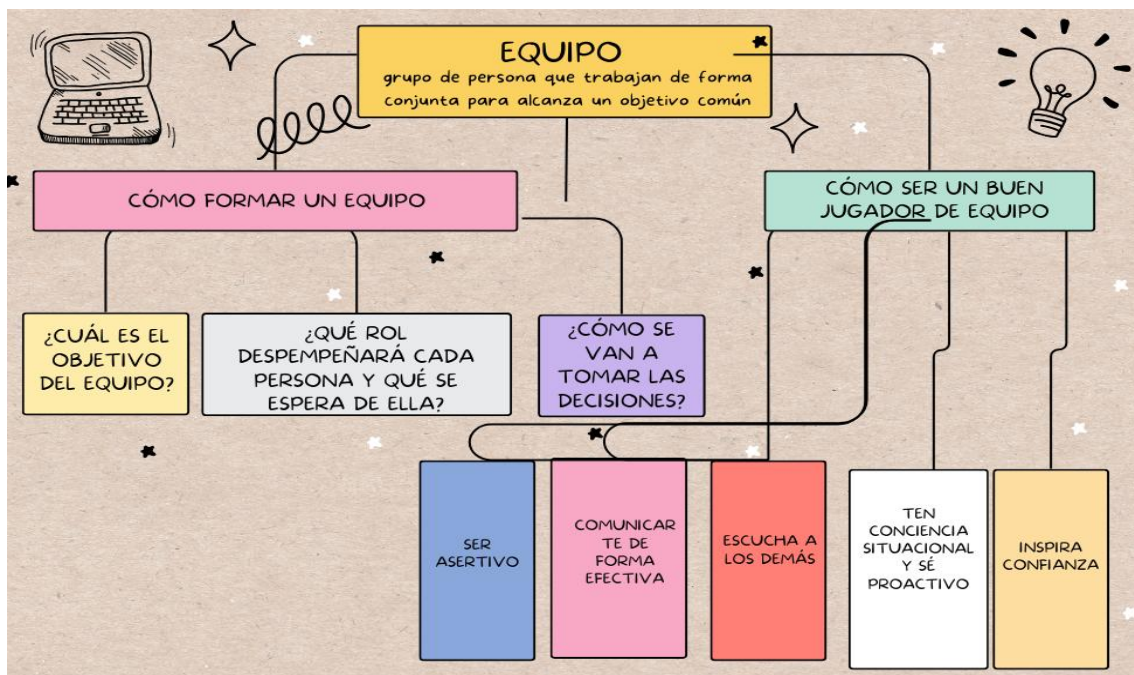 EQUIPO
grupo de persona que trabajan de forma
conjunta para alcanza un objetivo común
CÓMO FORMAR UN EQUIPO
CÓMO SER UN BUEN
JUGADOR DE EQUIPO
¿CUÁL ES EL
OBJETIVO
DEL EQUIPO?
¿QUÉ ROL
DESPEMPEÑARÁ CADA
PERSONA Y QUÉ SE
ESPERA DE ELLA?
¿CÓMO SE
VAN A
TOMAR LAS
DECISIONES?
SER
ASERTIVO
COMUNICAR
TE DE
FORMA
EFECTIVA
ESCUCHA A
LOS DEMÁS
TEN
CONCIENCIA
SITUACIONAL
Y SÉ
PROACTIVO
INSPIRA
CONFIANZA